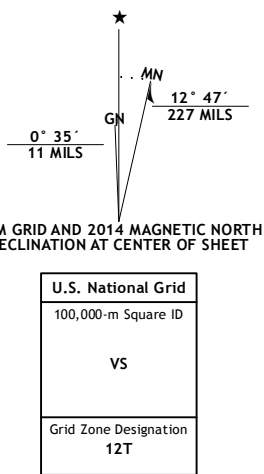 ★
MN
GN
12° 47´
227 MILS
0° 35´
11 MILS
M GRID AND 2014 MAGNETIC NORTH
ECLINATION AT CENTER OF SHEET
U.S. National Grid
100,000-m Square ID
VS
Grid Zone Designation
12T